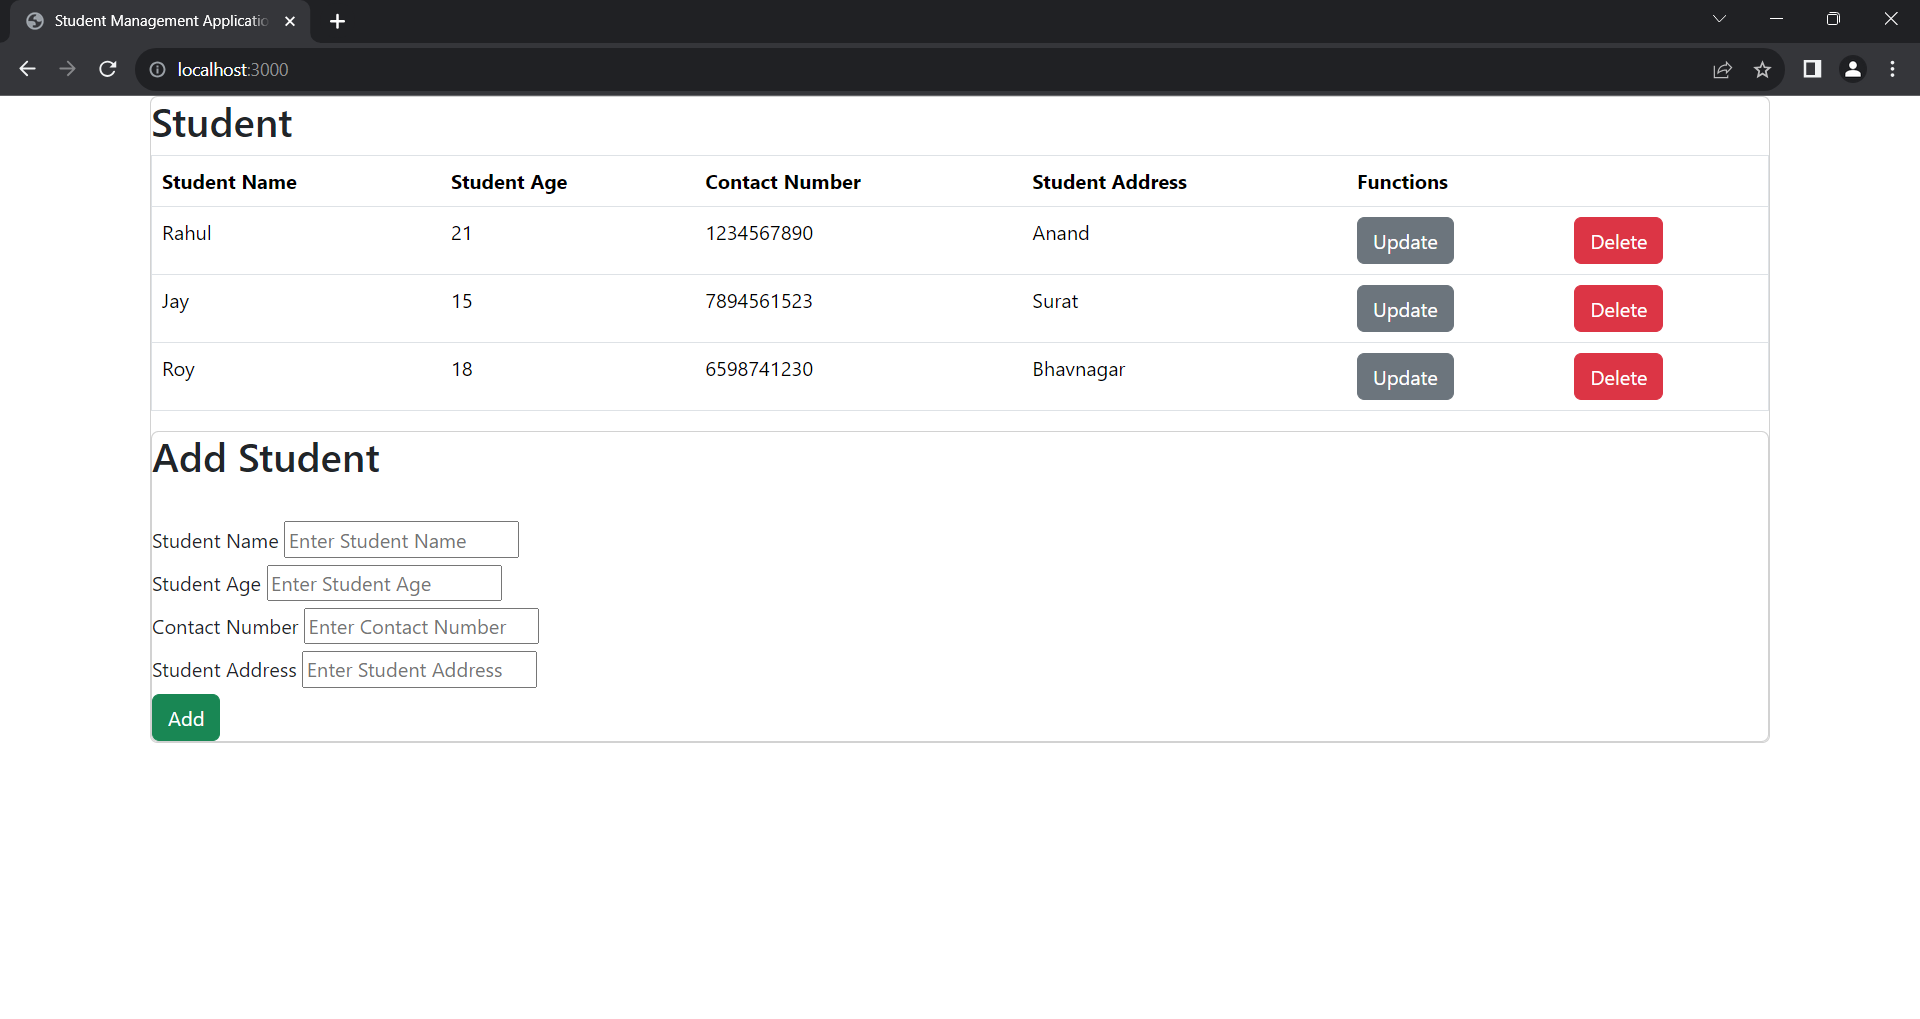 Student Management Applicatio
localhost:3000
Student
Student Name Student Age Contact Number Student Address Functions
Rahul 21 1234567890 Anand Update Delete
Jay 15 7894561523 Surat Update Delete
Roy 18 6598741230 Bhavnagar Update Delete
Add Student
Student Name Enter Student Name
Student Age Enter Student Age
Contact Number Enter Contact Number
Student Address Enter Student Address
Add